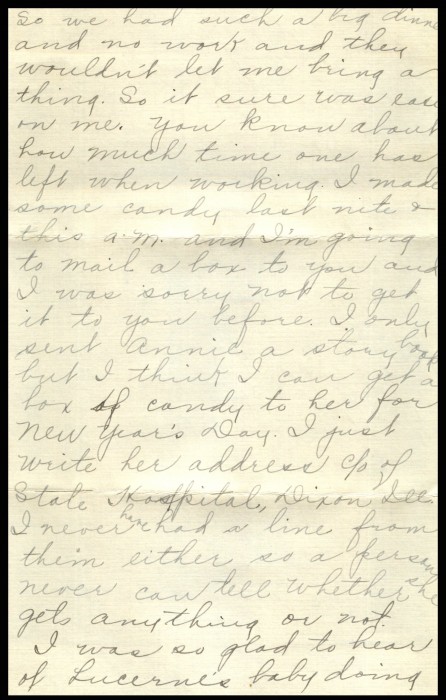 So we had such a big dinner
and no work and they
wouldn't let me bring a
thing. So it sure was ease
on me. You know about
how much time one has
left when working. I made
some candy last nite &
this a.m. and I'm going
to mail a box to you and
I was sorry not to get
it to you before. I only
sent Annie a story book
but I think I can get a
box of candy to her for
New Year's Day. I just
write her address c/o of
State Hospital, Dixon Ill.
I never have had a line from
them either so a person
never can tell whether she
gets anything or not.
I was so glad to hear
of Lucerne's baby doing